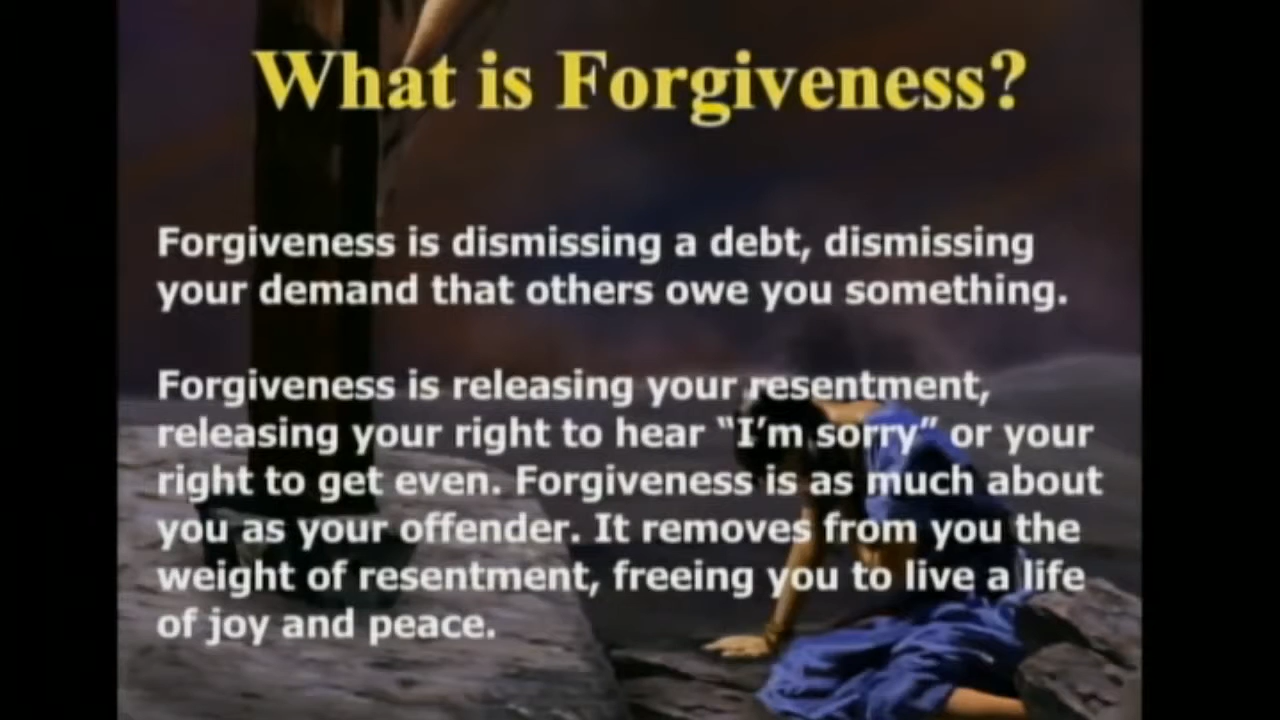 What is Forgiveness?
Forgiveness is dismissing a debt, dismissing
your demand that others owe you something.
Forgiveness is releasing your resentment,
releasing your right to hear “I’m sorry” or your
right to get even. Forgiveness is as much about
you as your offender. It removes from you the
weight of resentment, freeing you to live a life
of joy and peace.